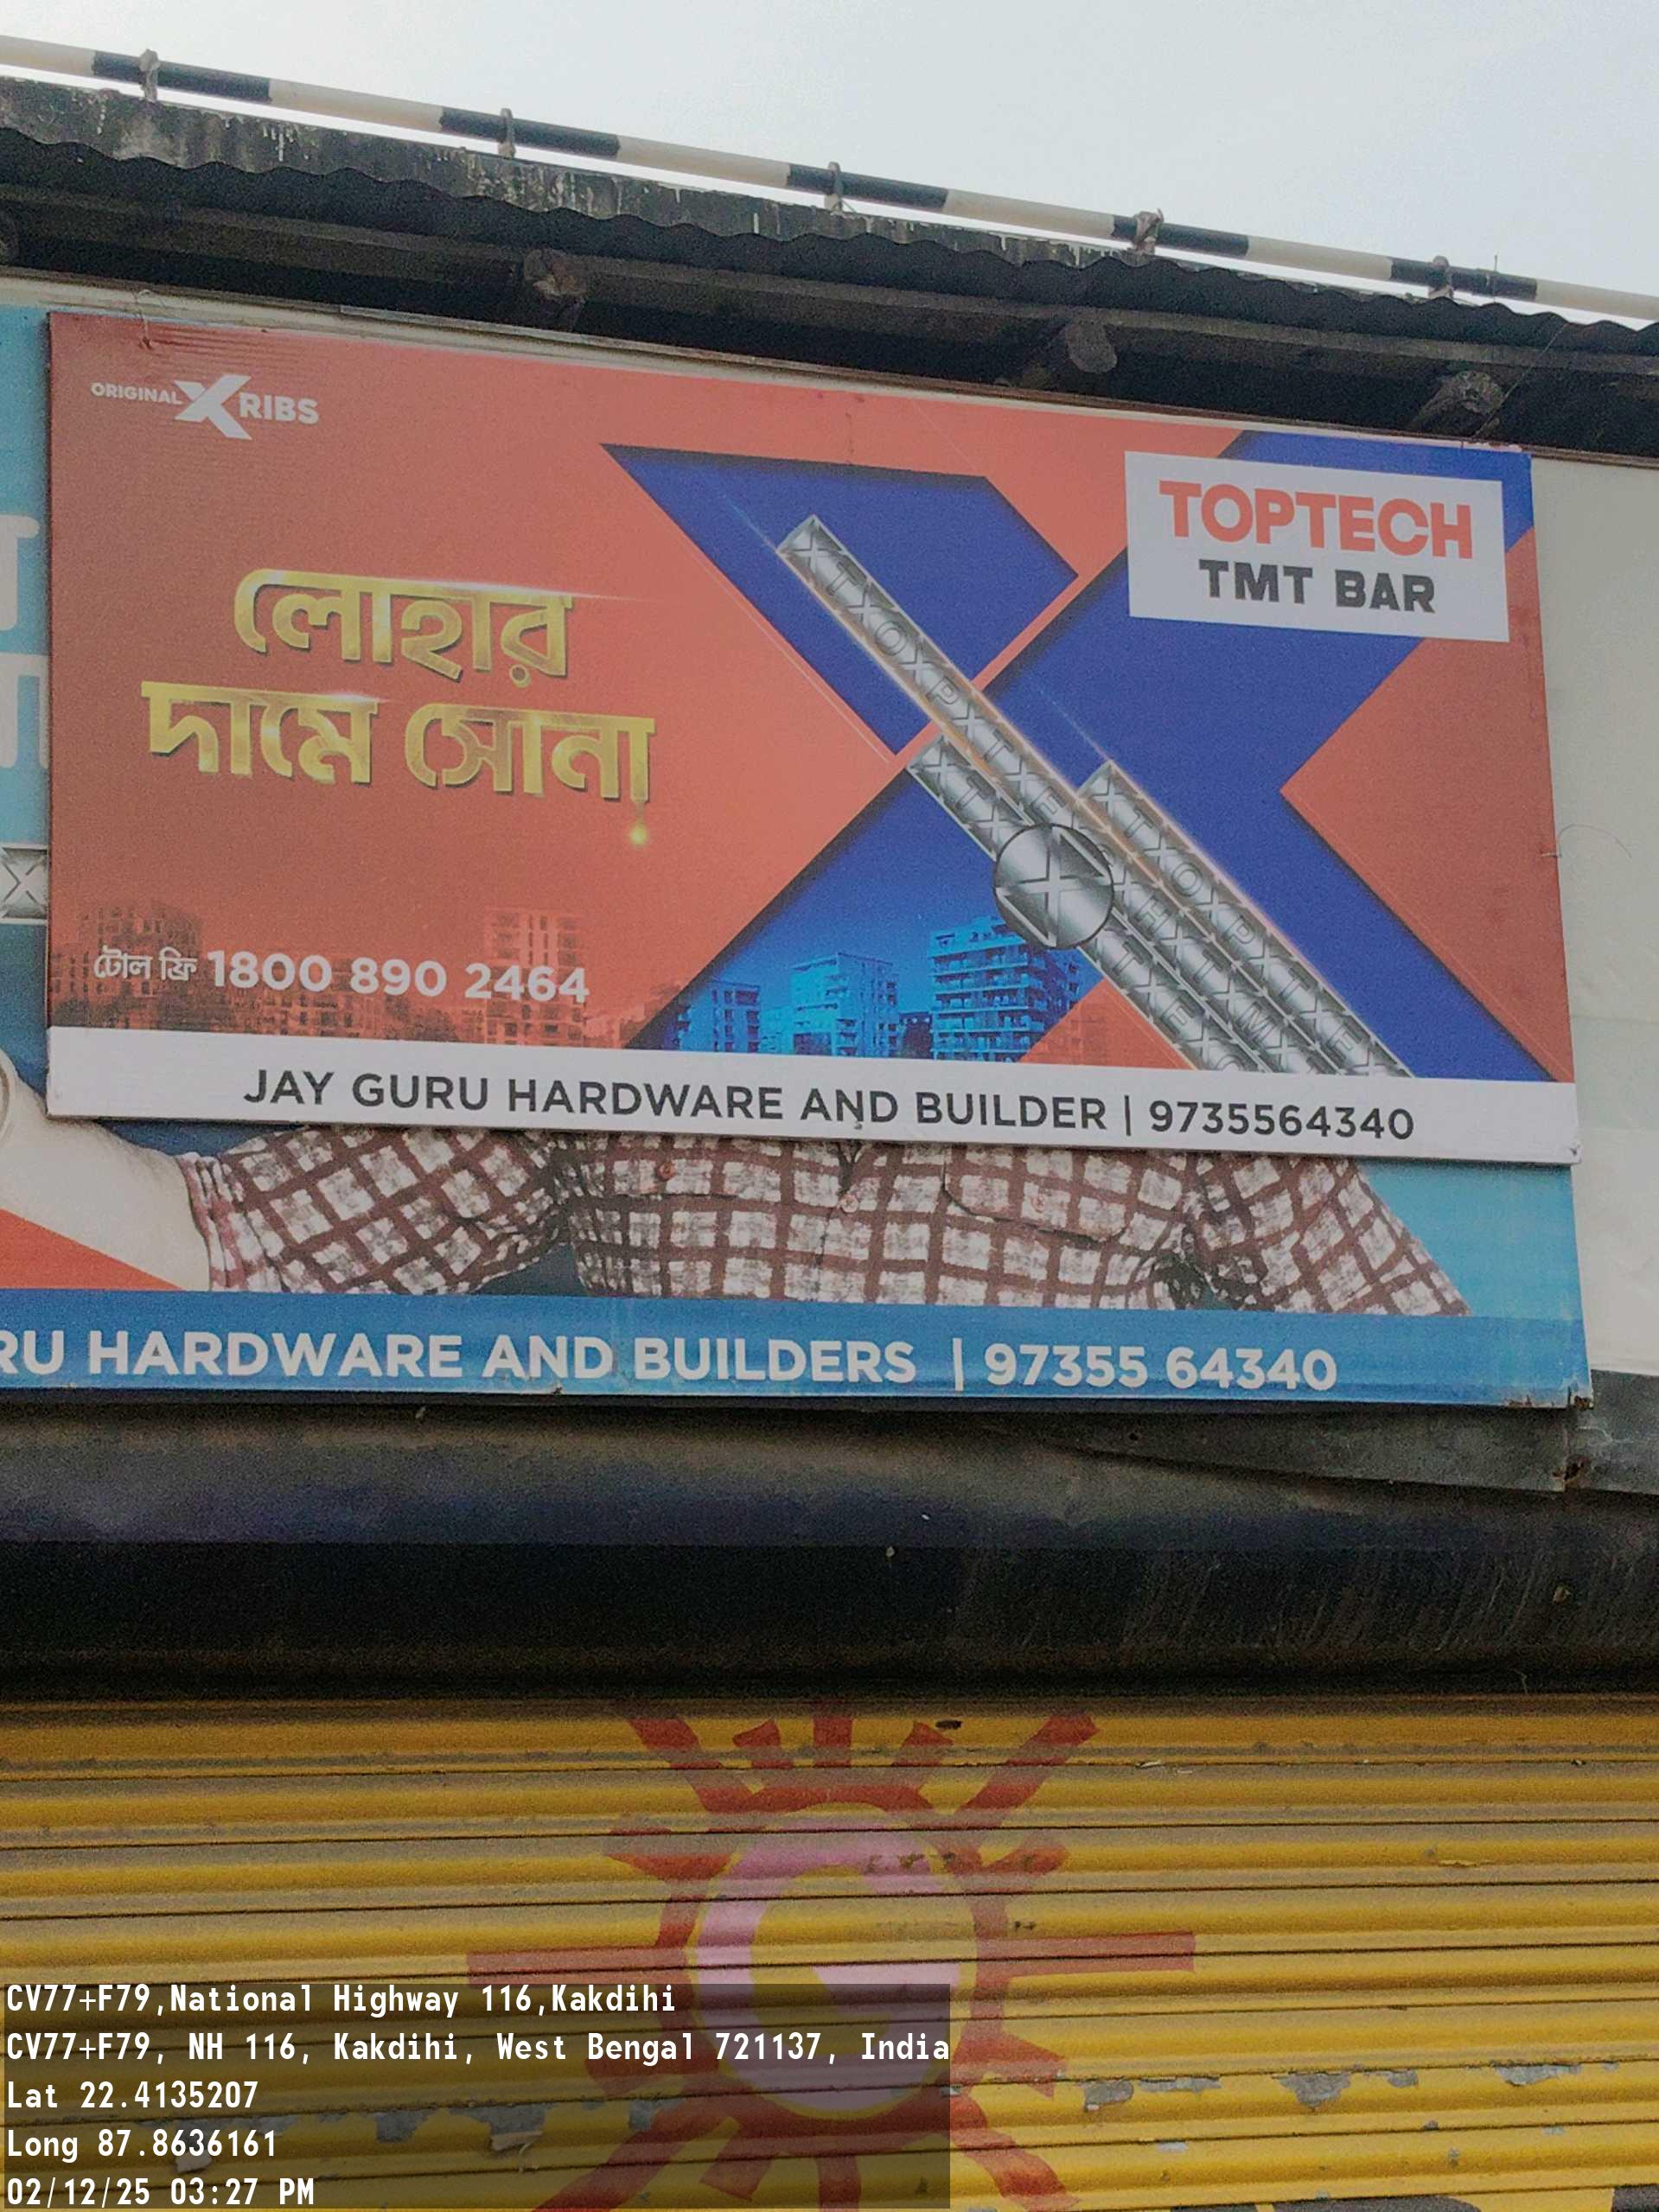 ORIGINAL X RIBS
TOPTECH
TMT BAR
লোহার
দামে সোনা
টোল ফ্রি 1800 890 2464
JAY GURU HARDWARE AND BUILDER | 9735564340
RU HARDWARE AND BUILDERS | 97355 64340
CV77+F79,National Highway 116,Kakdihi
CV77+F79, NH 116, Kakdihi, West Bengal 721137, India
Lat 22.4135207
Long 87.8636161
02/12/25 03:27 PM